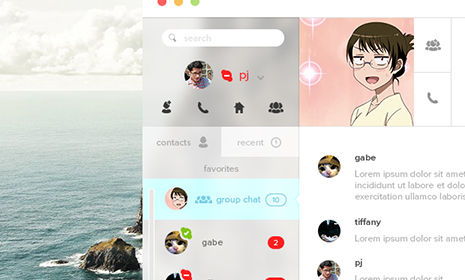 search
pj
contacts
recent
favorites
group chat
10
gabe
2
gabe
Lorem ipsum dolor sit amet
incididunt ut labore et dolor
ullamco laboris
tiffany
Lorem ipsum dolor sit amet
pj
Lorem ipsum dolor sit amet